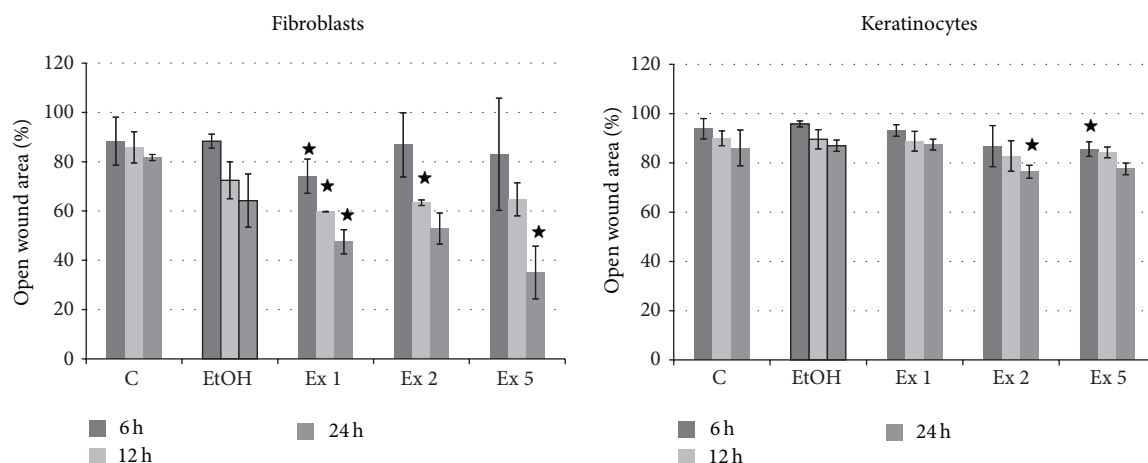 Fibroblasts
Open wound area (%)
120
100
80
60
40
20
0
C EtOH Ex 1 Ex 2 Ex 5
6 h 24 h
12 h
Keratinocytes
Open wound area (%)
120
100
80
60
40
20
0
C EtOH Ex 1 Ex 2 Ex 5
6 h 24 h
12 h